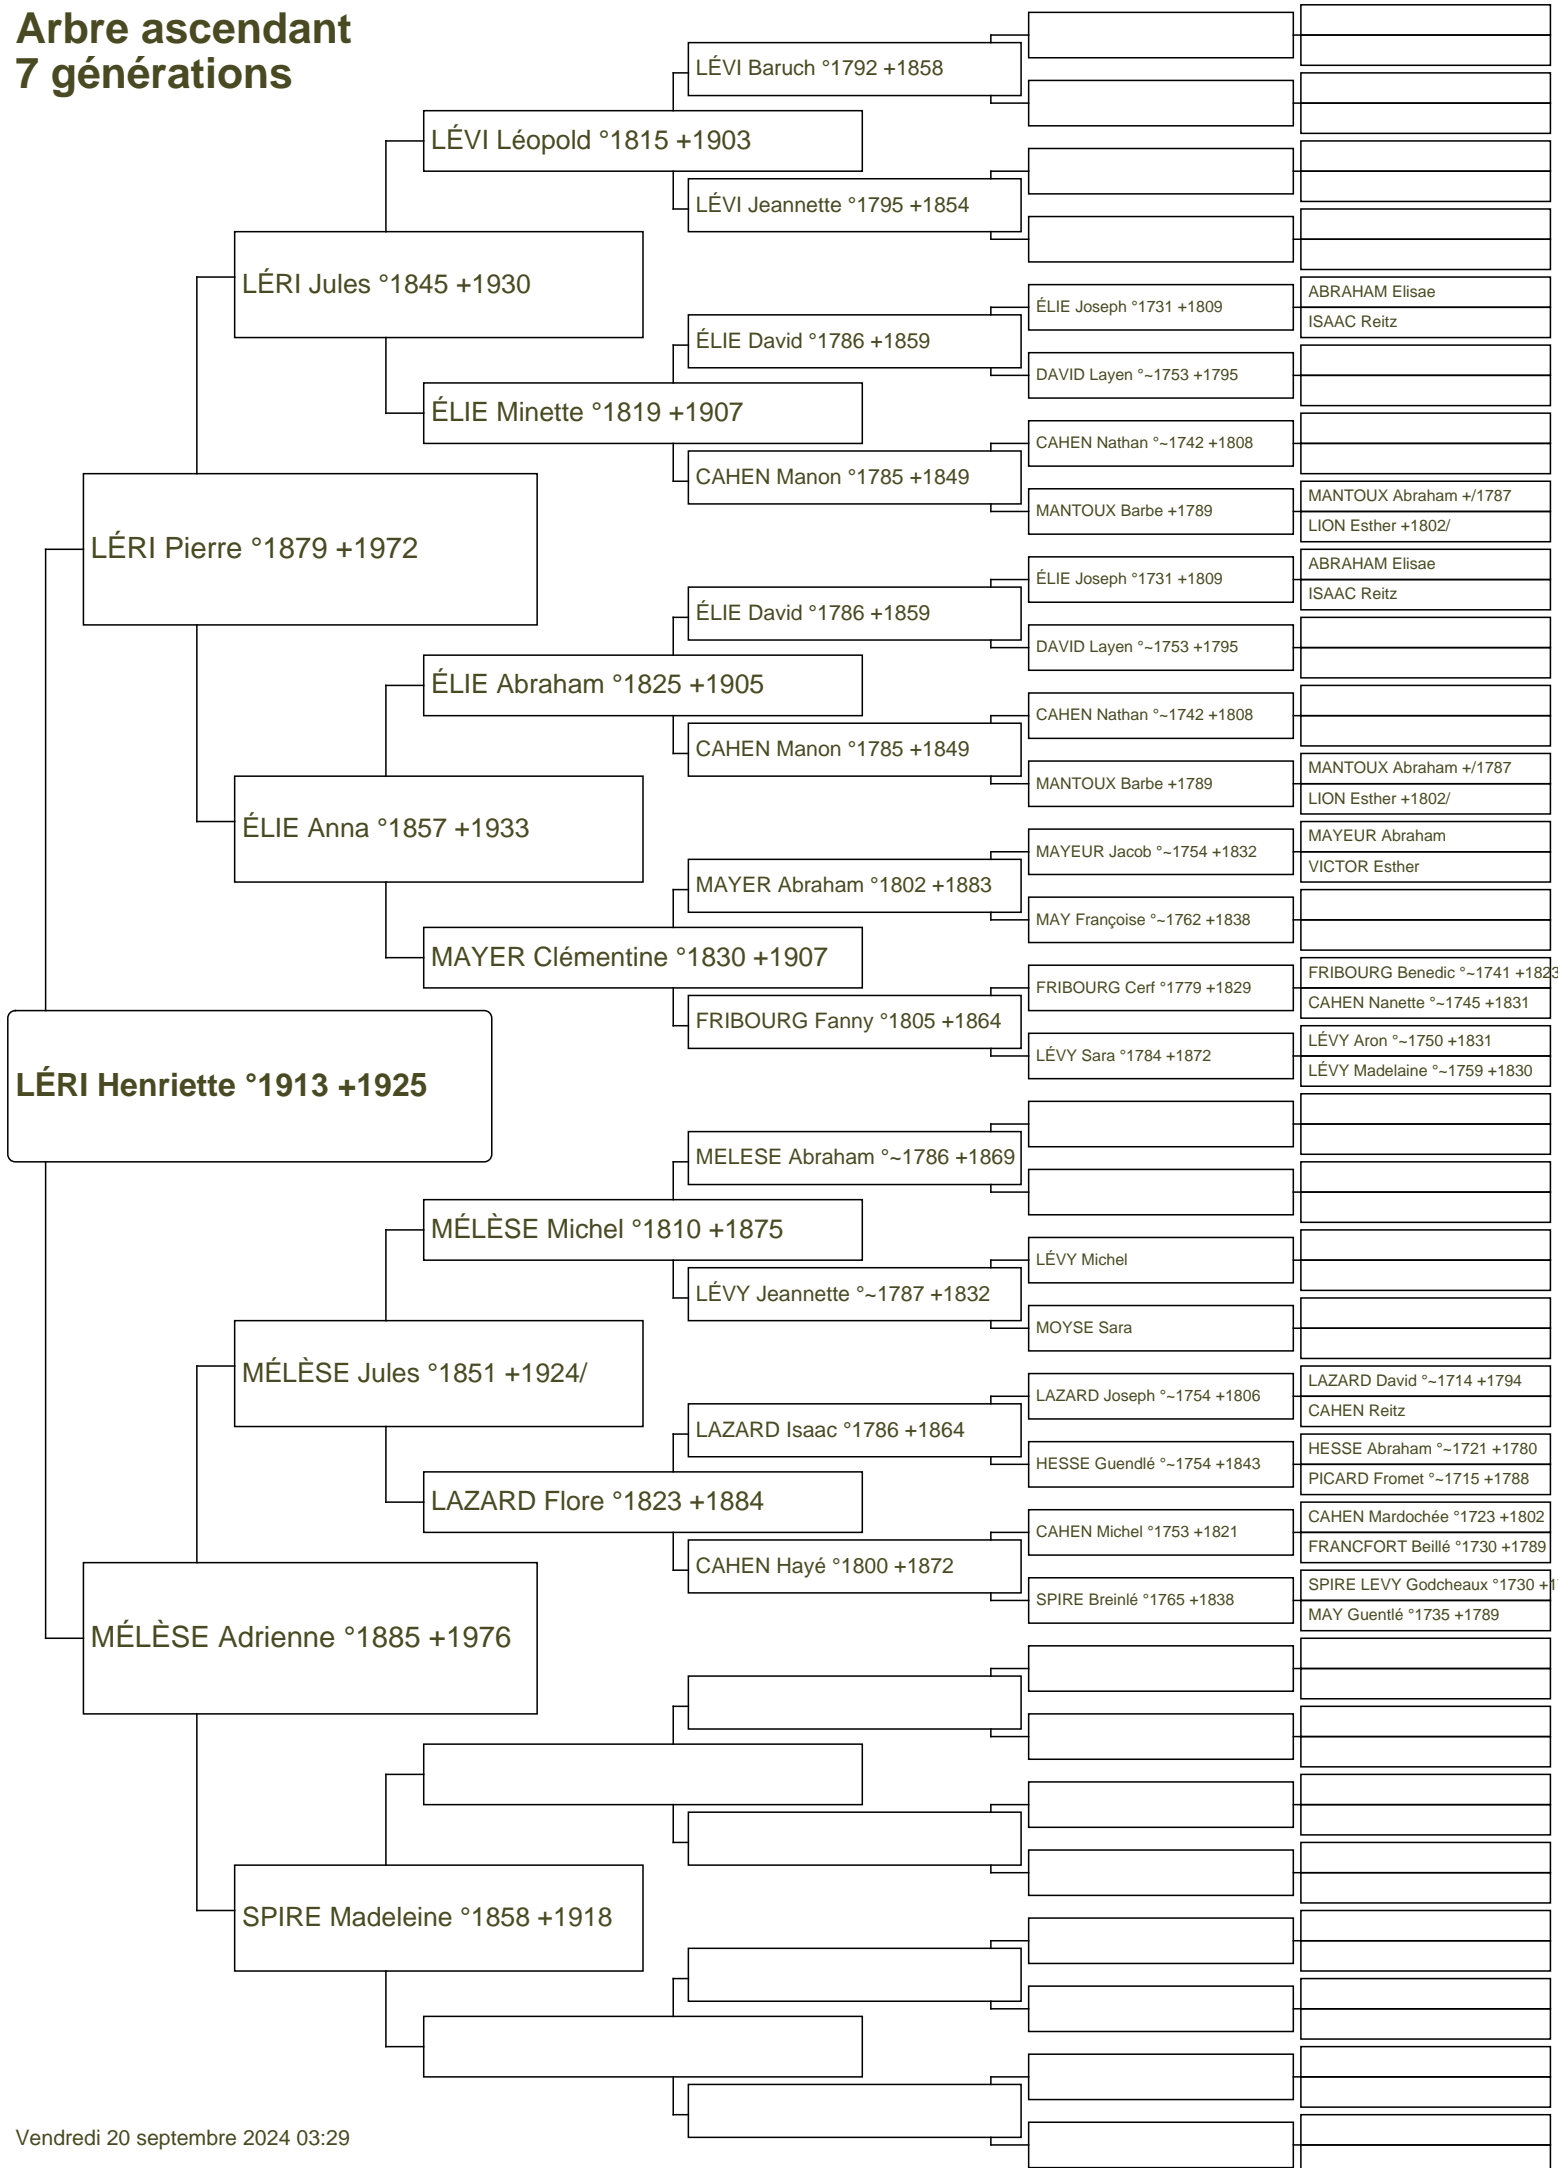 Arbre ascendant
7 générations
LÉVI Baruch °1792 +1858
LÉVI Léopold °1815 +1903
LÉVI Jeannette °1795 +1854
LÉRI Jules °1845 +1930
ABRAHAM Elisae
ÉLIE Joseph °1731 +1809
ISAAC Reitz
ÉLIE David °1786 +1859
DAVID Layen °~1753 +1795
ÉLIE Minette °1819 +1907
CAHEN Nathan °~1742 +1808
CAHEN Manon °1785 +1849
MANTOUX Abraham +/1787
MANTOUX Barbe +1789
LION Esther +1802/
LÉRI Pierre °1879 +1972
ABRAHAM Elisae
ÉLIE Joseph °1731 +1809
ISAAC Reitz
ÉLIE David °1786 +1859
DAVID Layen °~1753 +1795
ÉLIE Abraham °1825 +1905
CAHEN Nathan °~1742 +1808
CAHEN Manon °1785 +1849
MANTOUX Abraham +/1787
MANTOUX Barbe +1789
LION Esther +1802/
ÉLIE Anna °1857 +1933
MAYEUR Abraham
MAYEUR Jacob °~1754 +1832
VICTOR Esther
MAYER Abraham °1802 +1883
MAY Françoise °~1762 +1838
MAYER Clémentine °1830 +1907
FRIBOURG Benedic °~1741 +1823
FRIBOURG Cerf °1779 +1829
CAHEN Nanette °~1745 +1831
FRIBOURG Fanny °1805 +1864
LÉVY Aron °~1750 +1831
LÉVY Sara °1784 +1872
LÉVY Madelaine °~1759 +1830
LÉRI Henriette °1913 +1925
MELESE Abraham °~1786 +1869
MÉLÈSE Michel °1810 +1875
LÉVY Michel
LÉVY Jeannette °~1787 +1832
MOYSE Sara
MÉLÈSE Jules °1851 +1924/
LAZARD David °~1714 +1794
LAZARD Joseph °~1754 +1806
CAHEN Reitz
LAZARD Isaac °1786 +1864
HESSE Abraham °~1721 +1780
HESSE Guendlé °~1754 +1843
PICARD Fromet °~1715 +1788
LAZARD Flore °1823 +1884
CAHEN Mardochée °1723 +1802
CAHEN Michel °1753 +1821
FRANCFORT Beillé °1730 +1789
CAHEN Hayé °1800 +1872
SPIRE LEVY Godcheaux °1730
SPIRE Breinlé °1765 +1838
MAY Guentlé °1735 +1789
MÉLÈSE Adrienne °1885 +1976
SPIRE Madeleine °1858 +1918
Vendredi 20 septembre 2024 03:29